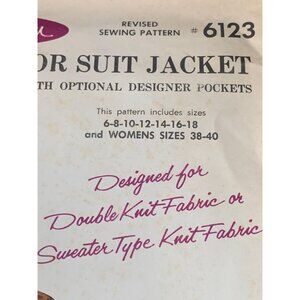 REVISED
SEWING PATTERN # 6123
OR SUIT JACKET
TH OPTIONAL DESIGNER POCKETS
This pattern includes sizes
6-8-10-12-14-16-18
and WOMENS SIZES 38-40
Designed for
Double Knit Fabric or
Sweater Type Knit Fabric